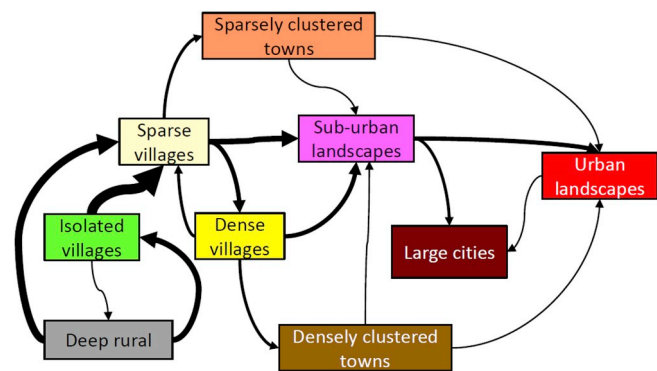 Sparsely clustered
towns
Sparse
villages
Sub-urban
landscapes
Urban
landscapes
Isolated
villages
Dense
villages
Large cities
Deep rural
Densely clustered
towns